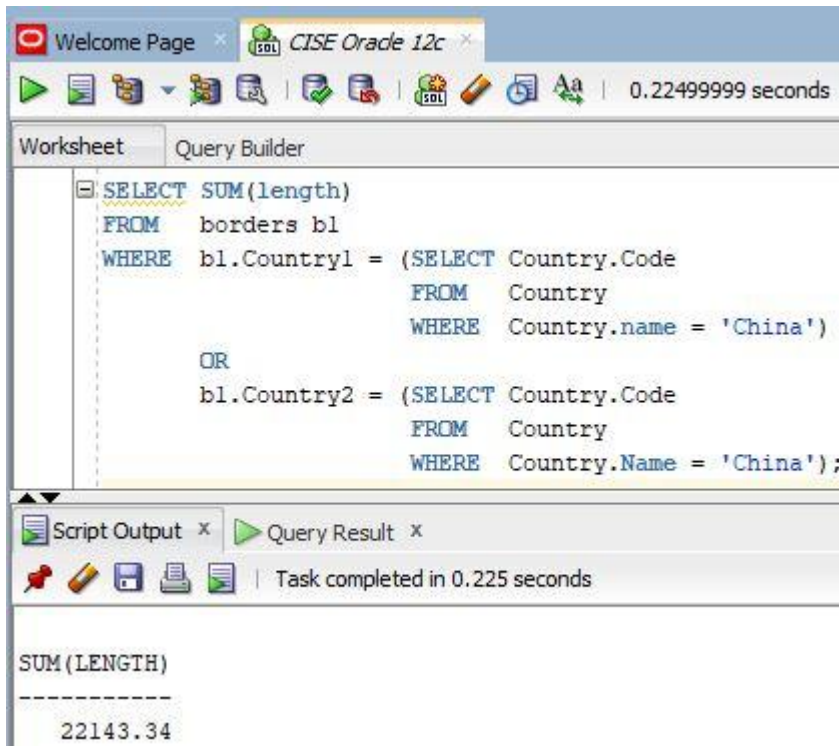 Welcome Page x CISE Oracle 12c x
SQL 0.22499999 seconds
Worksheet Query Builder
SELECT SUM(length)
FROM borders b1
WHERE b1.Country1 = (SELECT Country.Code
FROM Country
WHERE Country.name = 'China')
OR
b1.Country2 = (SELECT Country.Code
FROM Country
WHERE Country.Name = 'China');
Script Output x Query Result x
Task completed in 0.225 seconds
SUM(LENGTH)
-----------
22143.34